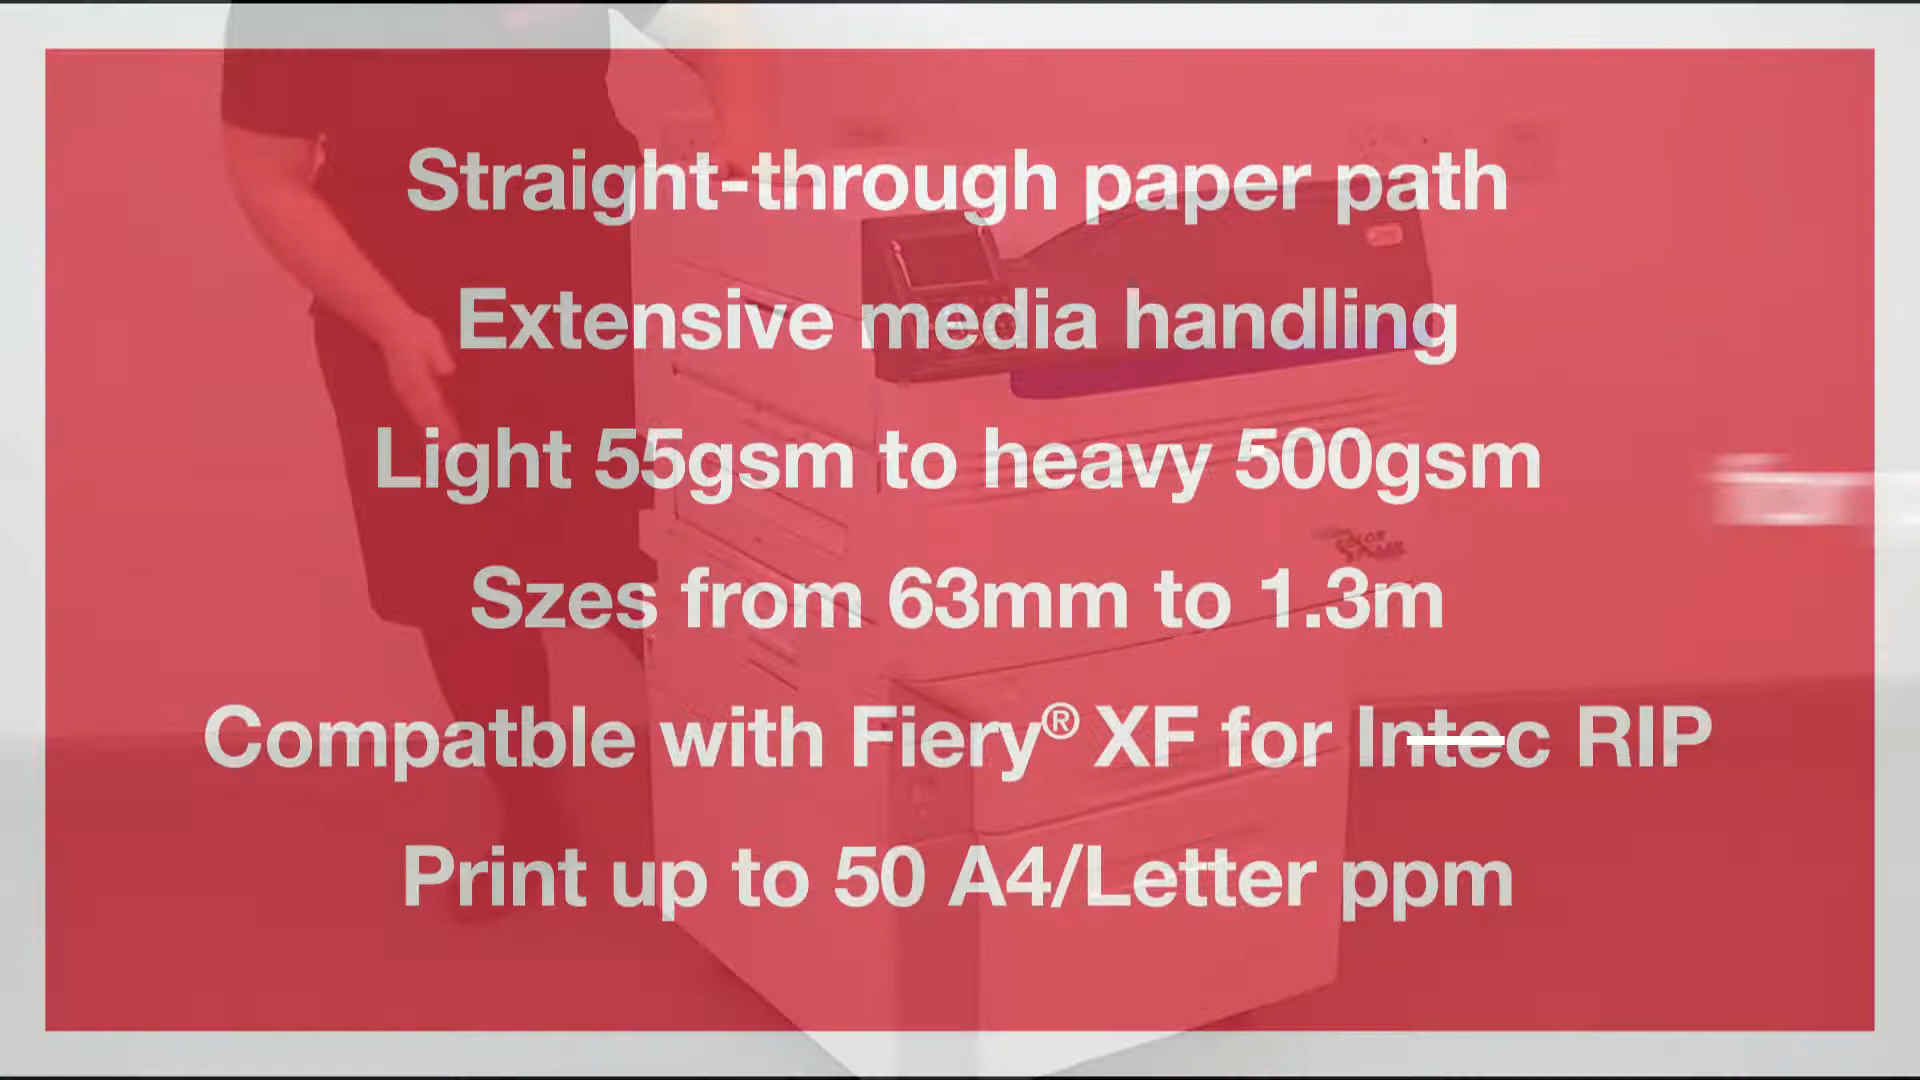 Straight-through paper path
Extensive media handling
Light 55gsm to heavy 500gsm
Szes from 63mm to 1.3m
Compatble with Fiery® XF for Intec RIP
Print up to 50 A4/Letter ppm